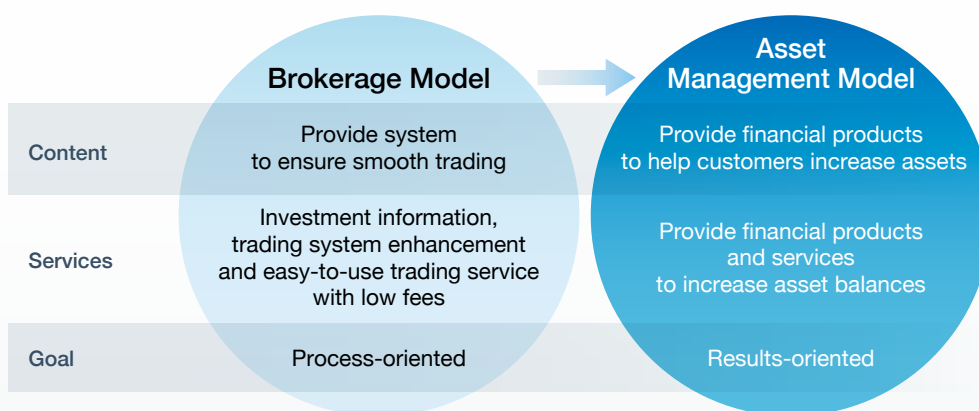 Brokerage Model
Asset
Management Model
Content
Provide system
to ensure smooth trading
Provide financial products
to help customers increase assets
Services
Investment information,
trading system enhancement
and easy-to-use trading service
with low fees
Provide financial products
and services
to increase asset balances
Goal
Process-oriented
Results-oriented